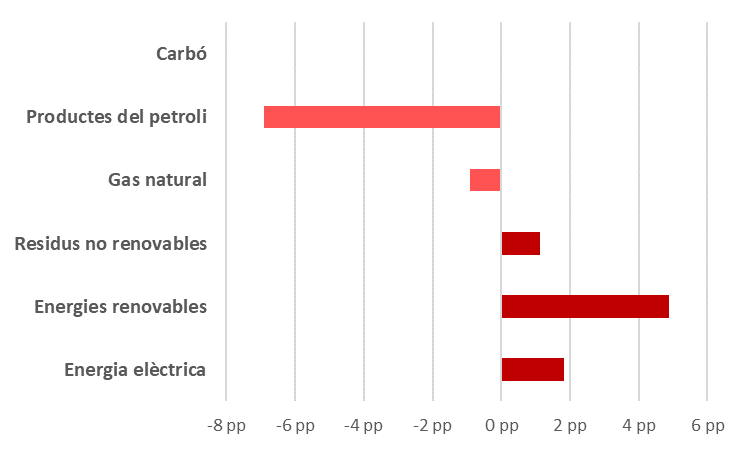 Carbó
Productes del petroli
Gas natural
Residus no renovables
Energies renovables
Energia elèctrica
-8 pp -6 pp -4 pp -2 pp 0 pp 2 pp 4 pp 6 pp